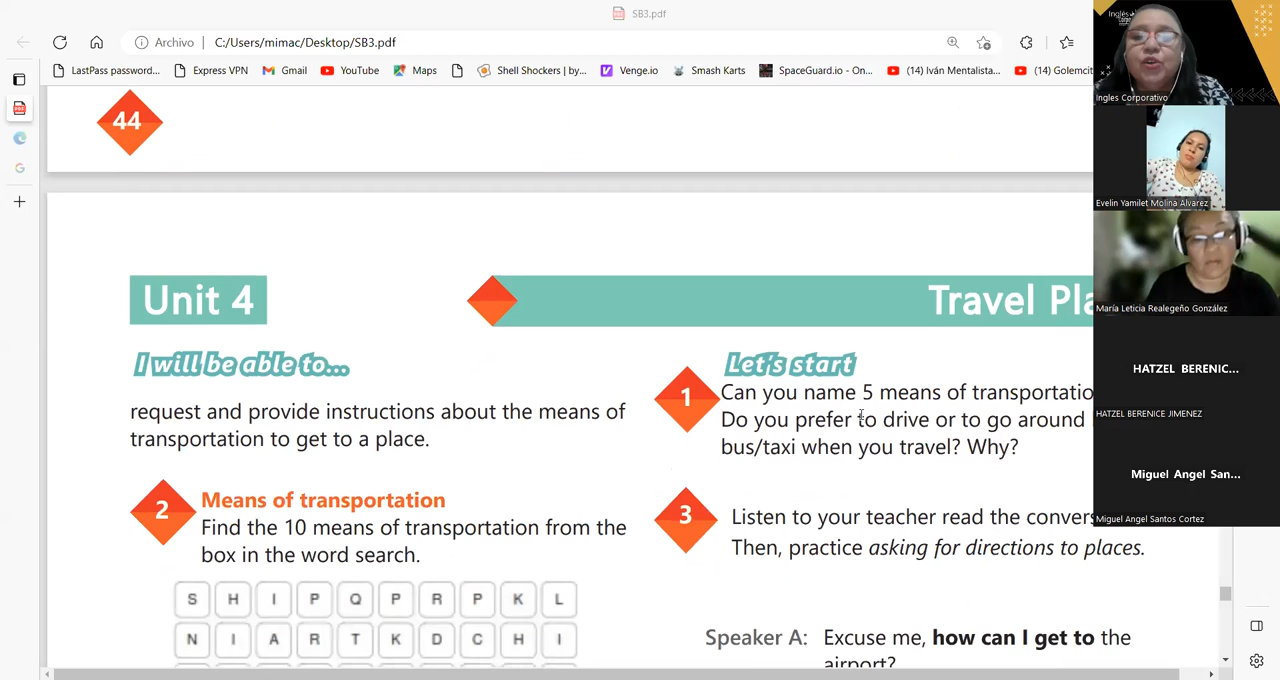 SB3.pdf
Archivo
C:/Users/mimac/Desktop/SB3.pdf
LastPass password...
Express VPN
Gmail
YouTube
Maps
Shell Shockers | by...
Venge.io
Smash Karts
SpaceGuard.io - On...
(14) Iván Mentalista...
(14) Golemcit
44
Unit 4
Travel Pla
I will be able to...
request and provide instructions about the means of
transportation to get to a place.
2
Means of transportation
Find the 10 means of transportation from the
box in the word search.
S H I P Q P R P K L
N I A R T K D C H I
Let's start
1
Can you name 5 means of transportatio
Do you prefer to drive or to go around
bus/taxi when you travel? Why?
3
Listen to your teacher read the convers
Then, practice asking for directions to places.
Speaker A: Excuse me, how can I get to the
airport?
Ingles Corporativo
Evelin Yamilet Molina Alvarez
María Leticia Realegeño González
HATZEL BERENIC...
HATZEL BERENICE JIMENEZ
Miguel Angel San...
Miguel Angel Santos Cortez